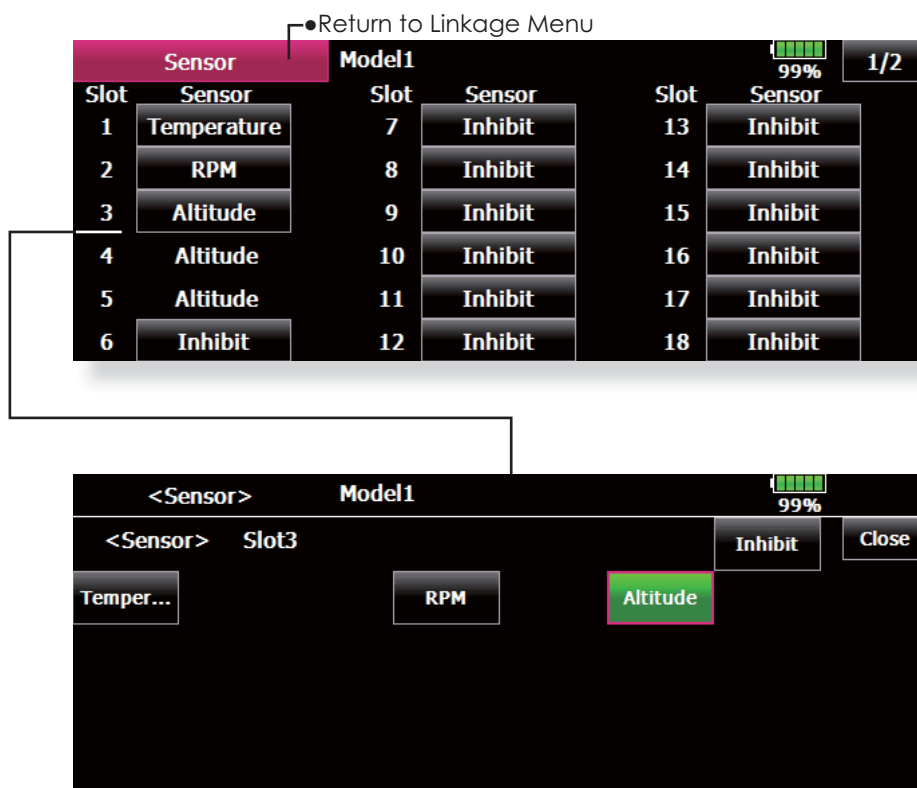 ●Return to Linkage Menu
Sensor Model1 99% 1/2
Slot Sensor Slot Sensor Slot Sensor
1 Temperature 7 Inhibit 13 Inhibit
2 RPM 8 Inhibit 14 Inhibit
3 Altitude 9 Inhibit 15 Inhibit
4 Altitude 10 Inhibit 16 Inhibit
5 Altitude 11 Inhibit 17 Inhibit
6 Inhibit 12 Inhibit 18 Inhibit
<Sensor> Model1 99%
<Sensor> Slot3 Inhibit Close
Temper... RPM Altitude